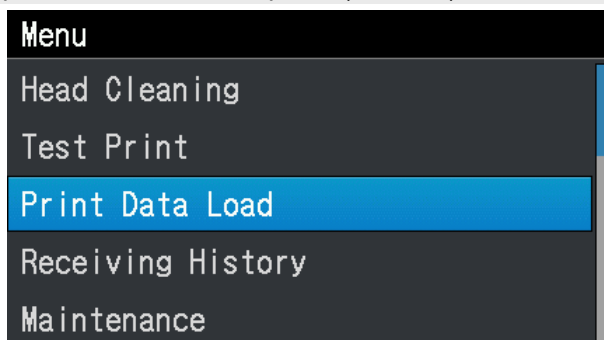 Menu
Head Cleaning
Test Print
Print Data Load
Receiving History
Maintenance